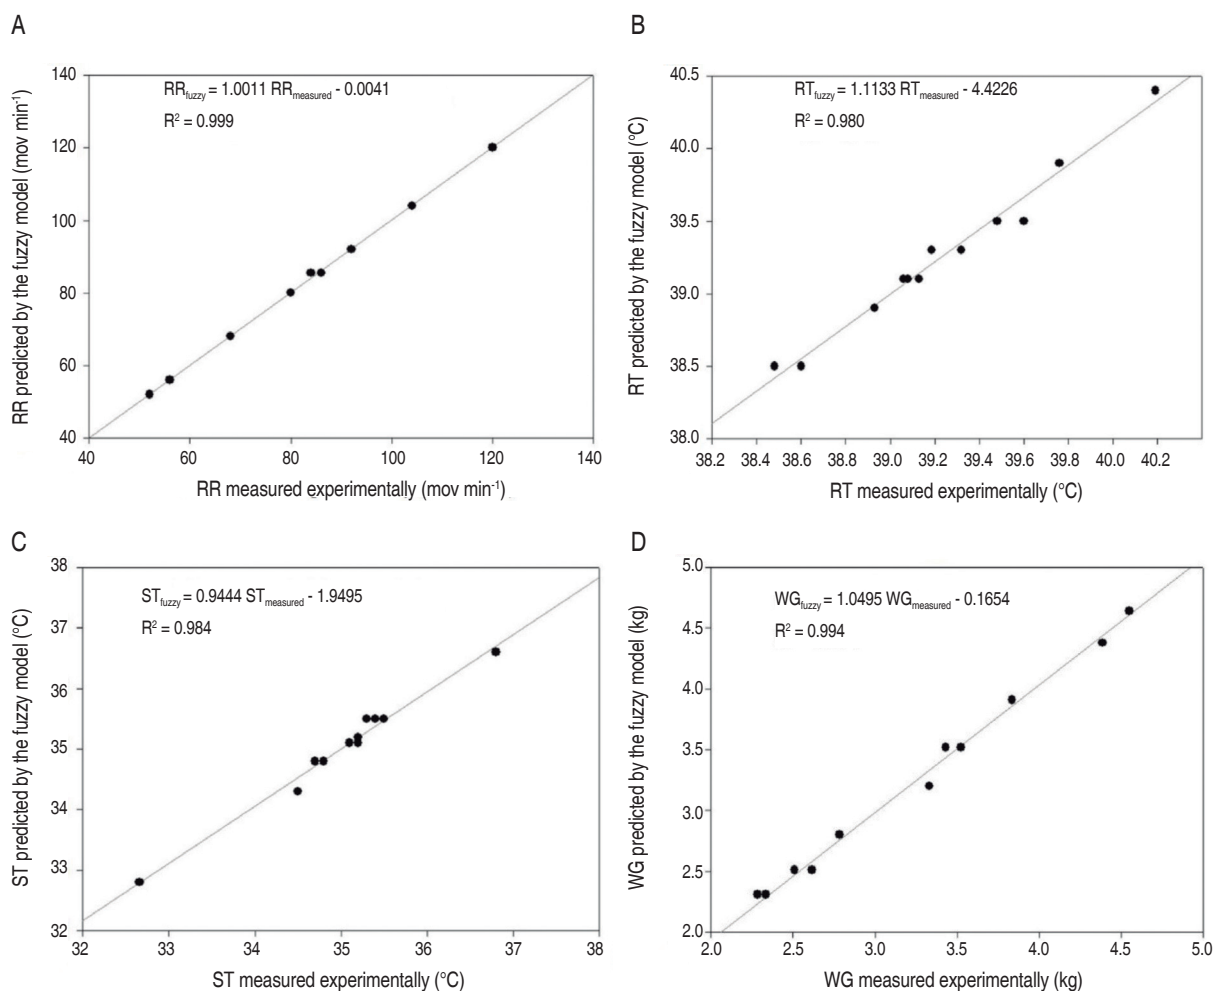 A
RR predicted by the fuzzy model (mov min⁻¹)
140
120
100
80
60
40
RRfuzzy = 1.0011 RRmeasured - 0.0041
R² = 0.999
40 60 80 100 120 140
RR measured experimentally (mov min⁻¹)
B
RT predicted by the fuzzy model (°C)
40.5
40.0
39.5
39.0
38.5
38.0
RTfuzzy = 1.1133 RTmeasured - 4.4226
R² = 0.980
38.2 38.4 38.6 38.8 39.0 39.2 39.4 39.6 39.8 40.0 40.2
RT measured experimentally (°C)
C
ST predicted by the fuzzy model (°C)
38
37
36
35
34
33
32
STfuzzy = 0.9444 STmeasured - 1.9495
R² = 0.984
32 33 34 35 36 37 38
ST measured experimentally (°C)
D
WG predicted by the fuzzy model (kg)
5.0
4.5
4.0
3.5
3.0
2.5
2.0
WGfuzzy = 1.0495 WGmeasured - 0.1654
R² = 0.994
2.0 2.5 3.0 3.5 4.0 4.5 5.0
WG measured experimentally (kg)